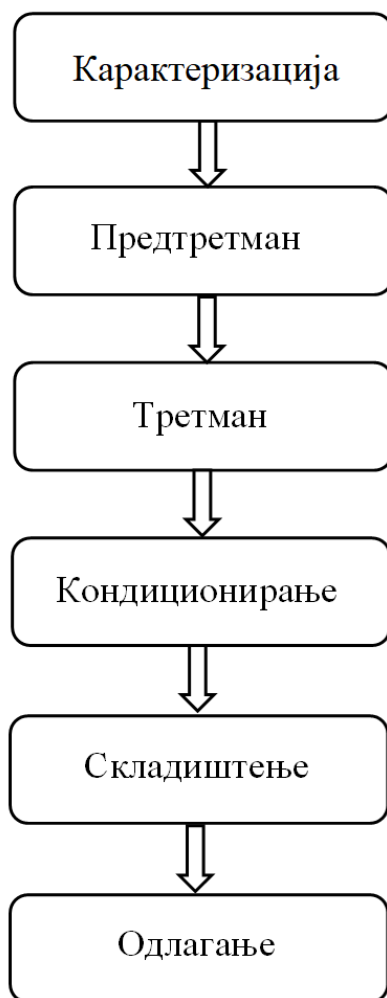 Карактеризација
Предтретман
Третман
Кондиционирање
Складиштење
Одлагање